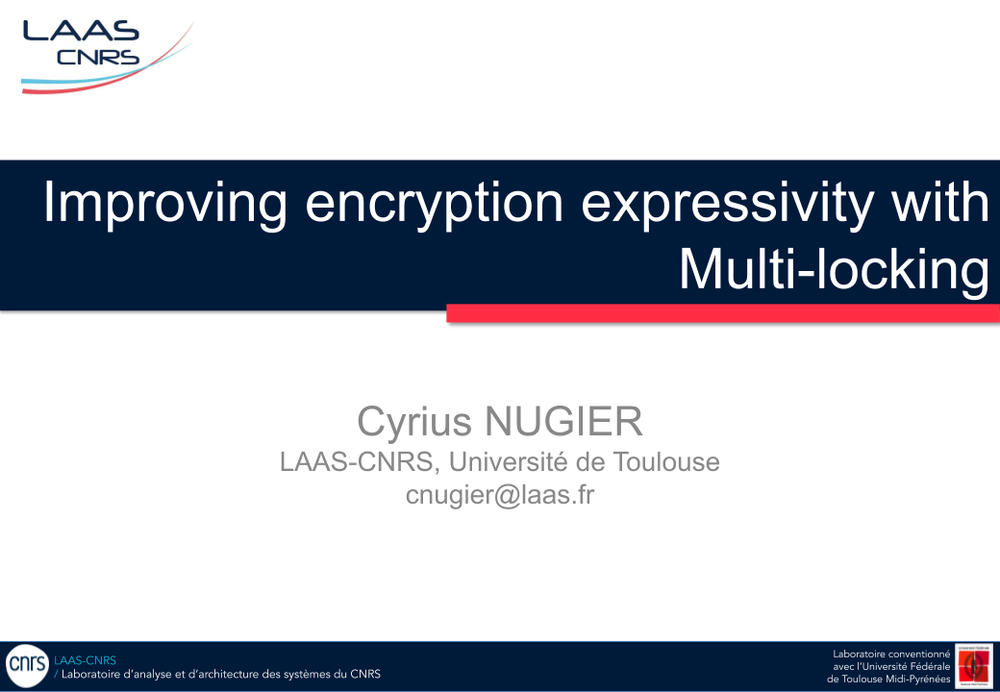 LAAS
CNRS
Improving encryption expressivity with
Multi-locking
Cyrius NUGIER
LAAS-CNRS, Université de Toulouse
cnugier@laas.fr
cnrs
LAAS-CNRS
/ Laboratoire d'analyse et d'architecture des systèmes du CNRS
Laboratoire conventionné
avec l'Université Fédérale
de Toulouse Midi-Pyrénées